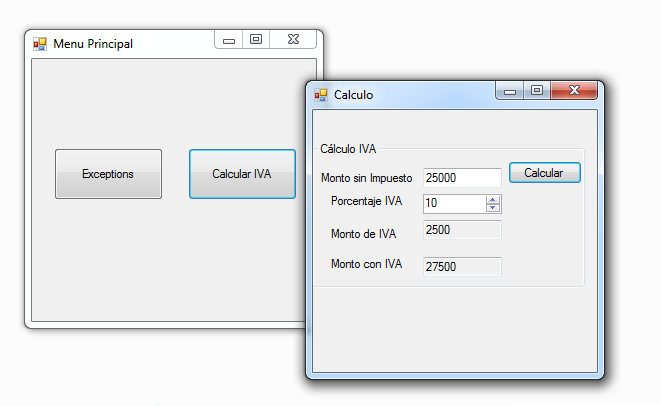 Menu Principal
Exceptions
Calcular IVA
Calculo
Cálculo IVA
Monto sin Impuesto 25000 Calcular
Porcentaje IVA 10
Monto de IVA 2500
Monto con IVA 27500